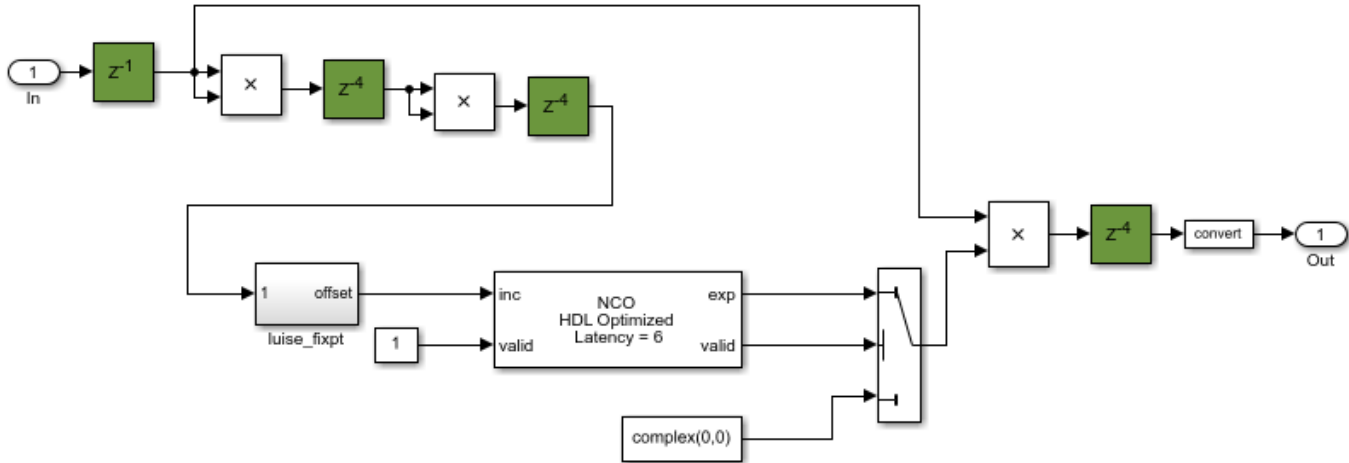 1
In
Z-1
×
Z-4
×
Z-4
×
Z-4
convert
1
Out
1 offset
luise_fixpt
1
inc
valid
NCO
HDL Optimized
Latency = 6
exp
valid
complex(0,0)